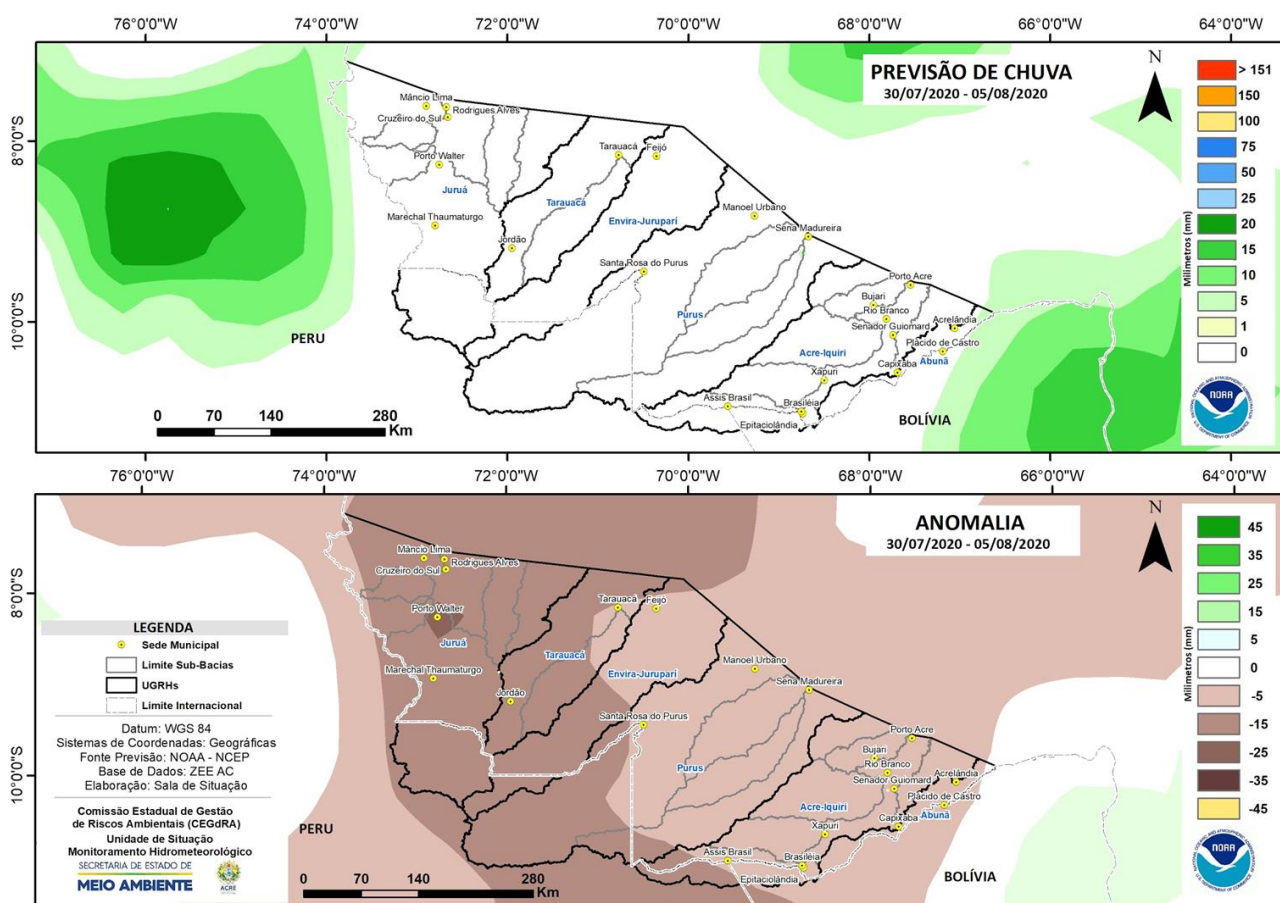 76°0'0"W 74°0'0"W 72°0'0"W 70°0'0"W 68°0'0"W 66°0'0"W 64°0'0"W
8°0'0"S
10°0'0"S
PREVISÃO DE CHUVA
30/07/2020 - 05/08/2020
N
Milímetros (mm)
> 151
150
100
75
50
25
20
15
10
5
1
0
NOAA
Mâncio Lima
Rodrigues Alves
Cruzeiro do Sul
Porto Walter
Juruá
Marechal Thaumaturgo
Tarauacá
Feijó
Tarauacá
Jordão
Envira-Juruparí
Manoel Urbano
Sena Madureira
Santa Rosa do Purus
Purus
Porto Acre
Bujari
Rio Branco
Senador Guiomard
Acrelândia
Plácido de Castro
Abunã
Acre-Iquiri
Capixaba
Xapuri
Assis Brasil
Brasiléia
Epitaciolândia
PERU
BOLÍVIA
0 70 140 280
Km
76°0'0"W 74°0'0"W 72°0'0"W 70°0'0"W 68°0'0"W 66°0'0"W 64°0'0"W
8°0'0"S
10°0'0"S
ANOMALIA
30/07/2020 - 05/08/2020
N
Milímetros (mm)
45
35
25
15
5
0
-5
-15
-25
-35
-45
NOAA
Mâncio Lima
Rodrigues Alves
Cruzeiro do Sul
Porto Walter
Juruá
Marechal Thaumaturgo
Tarauacá
Feijó
Tarauacá
Jordão
Envira-Juruparí
Manoel Urbano
Sena Madureira
Santa Rosa do Purus
Purus
Porto Acre
Bujari
Rio Branco
Senador Guiomard
Acrelândia
Plácido de Castro
Abunã
Acre-Iquiri
Capixaba
Xapuri
Assis Brasil
Brasiléia
Epitaciolândia
PERU
BOLÍVIA
0 70 140 280
Km
LEGENDA
Sede Municipal
Limite Sub-Bacias
UGRHs
Limite Internacional
Datum: WGS 84
Sistemas de Coordenadas: Geográficas
Fonte Previsão: NOAA - NCEP
Base de Dados: ZEE AC
Elaboração: Sala de Situação
Comissão Estadual de Gestão
de Riscos Ambientais (CEGdRA)
Unidade de Situação
Monitoramento Hidrometeorológico
SECRETARIA DE ESTADO DE
MEIO AMBIENTE
ACRE